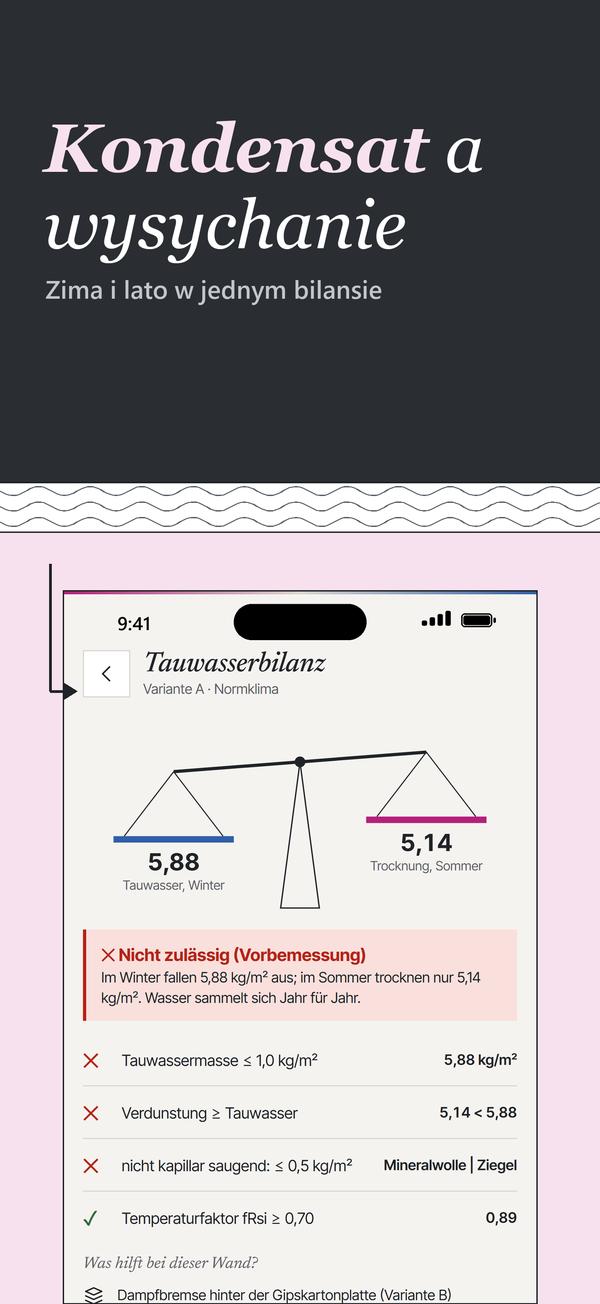 Kondensat a
wysychanie
Zima i lato w jednym bilansie
9:41
Tauwasserbilanz
Variante A · Normklima
5,88
Tauwasser, Winter
5,14
Trocknung, Sommer
Nicht zulässig (Vorbemessung)
Im Winter fallen 5,88 kg/m² aus; im Sommer trocknen nur 5,14
kg/m². Wasser sammelt sich Jahr für Jahr.
Tauwassermasse ≤ 1,0 kg/m² 5,88 kg/m²
Verdunstung ≥ Tauwasser 5,14 < 5,88
nicht kapillar saugend: ≤ 0,5 kg/m² Mineralwolle | Ziegel
Temperaturfaktor fRsi ≥ 0,70 0,89
Was hilft bei dieser Wand?
Dampfbremse hinter der Gipskartonplatte (Variante B)